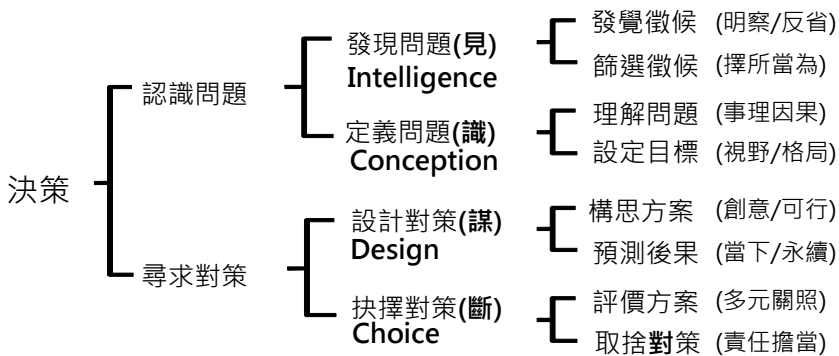 決策
認識問題
發現問題(見)
Intelligence
發覺徵候 (明察/反省)
篩選徵候 (擇所當為)
定義問題(識)
Conception
理解問題 (事理因果)
設定目標 (視野/格局)
尋求對策
設計對策(謀)
Design
構思方案 (創意/可行)
預測後果 (當下/永續)
抉擇對策(斷)
Choice
評價方案 (多元關照)
取捨對策 (責任擔當)